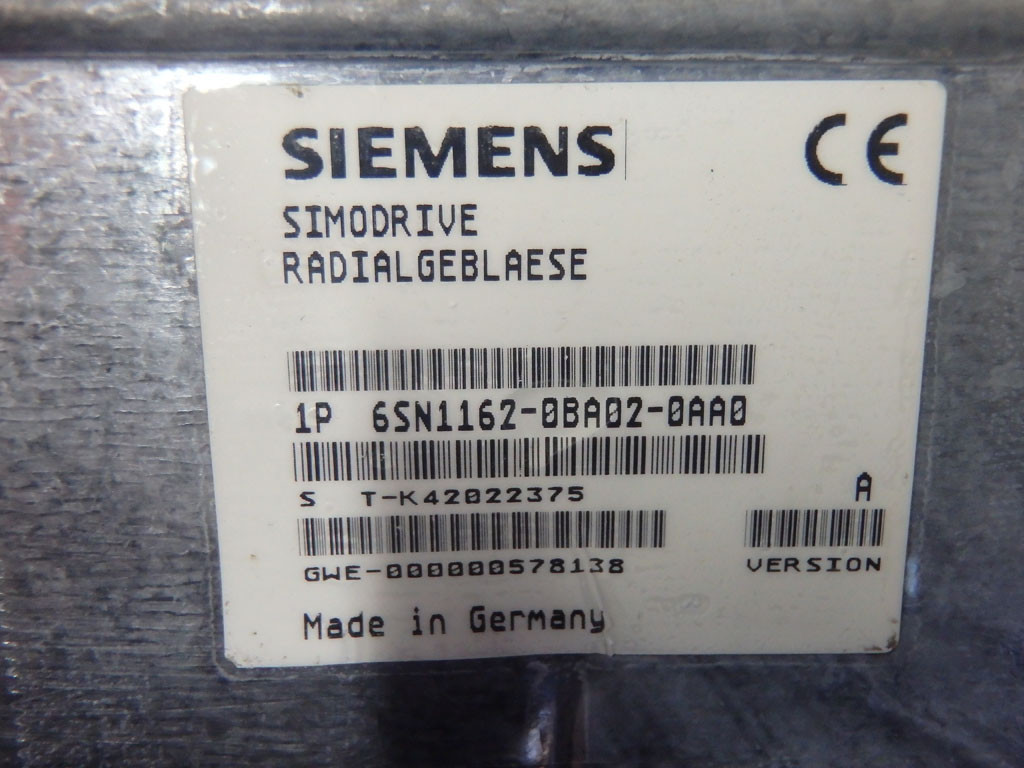 SIEMENS CE
SIMODRIVE
RADIALGEBLAESE
1P 6SN1162-0BA02-0AA0
S T-K42022375 A
GWE-000000578138 VERSION
Made in Germany